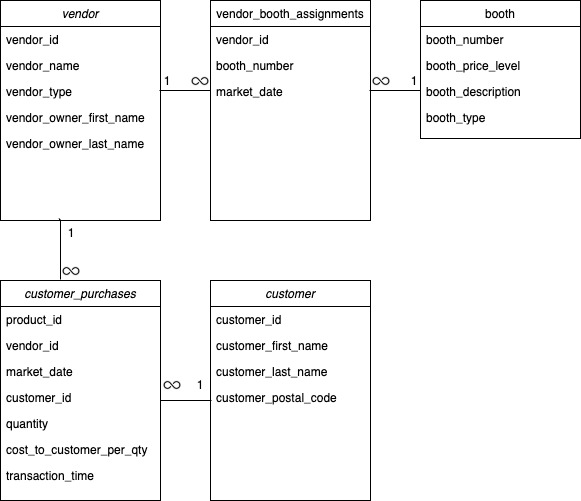 vendor
vendor_id
vendor_name
vendor_type
vendor_owner_first_name
vendor_owner_last_name
1
∞
vendor_booth_assignments
vendor_id
booth_number
market_date
∞
1
booth
booth_number
booth_price_level
booth_description
booth_type
1
∞
customer_purchases
product_id
vendor_id
market_date
customer_id
quantity
cost_to_customer_per_qty
transaction_time
∞
1
customer
customer_id
customer_first_name
customer_last_name
customer_postal_code